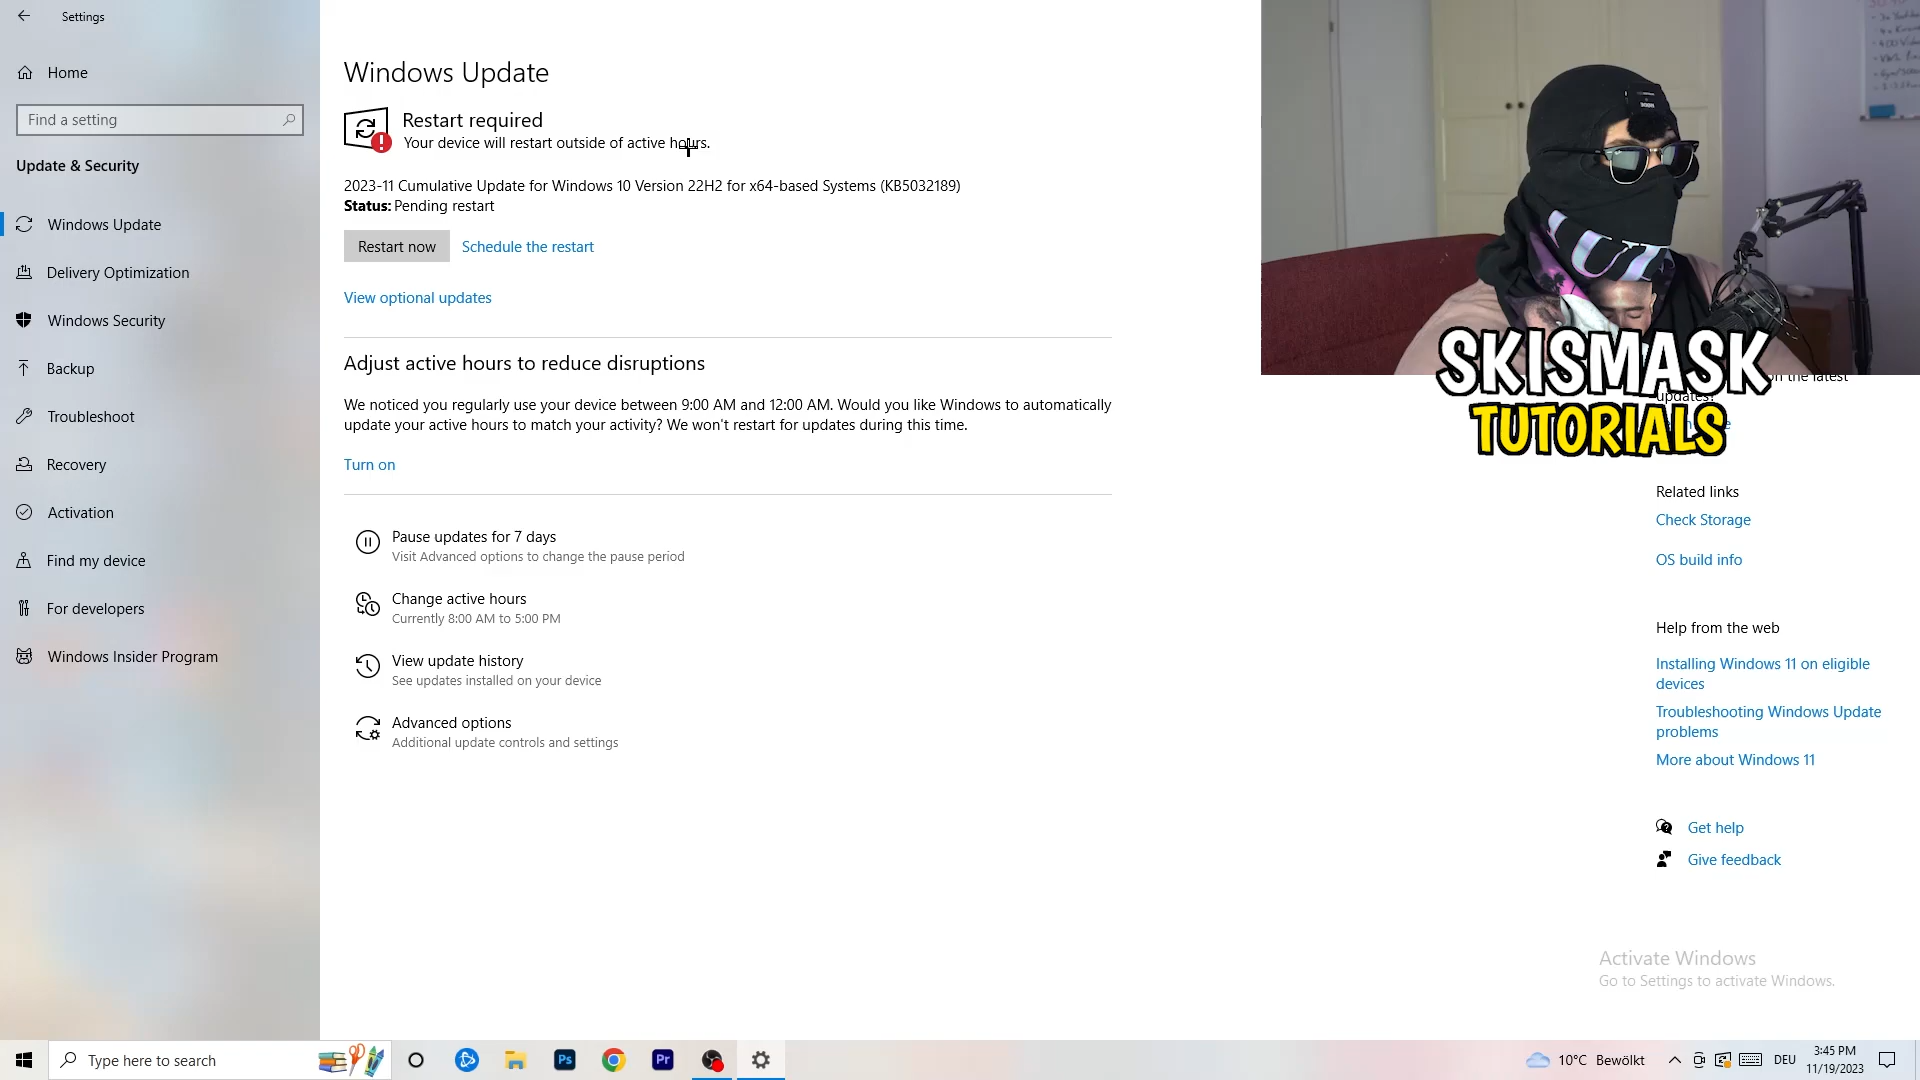 Settings
Home
Find a setting
Update & Security
Windows Update
Delivery Optimization
Windows Security
Backup
Troubleshoot
Recovery
Activation
Find my device
For developers
Windows Insider Program
Windows Update
Restart required
Your device will restart outside of active hours.
2023-11 Cumulative Update for Windows 10 Version 22H2 for x64-based Systems (KB5032189)
Status: Pending restart
Restart now Schedule the restart
View optional updates
Adjust active hours to reduce disruptions
We noticed you regularly use your device between 9:00 AM and 12:00 AM. Would you like Windows to automatically
update your active hours to match your activity? We won't restart for updates during this time.
Turn on
Pause updates for 7 days
Visit Advanced options to change the pause period
Change active hours
Currently 8:00 AM to 5:00 PM
View update history
See updates installed on your device
Advanced options
Additional update controls and settings
SKISMASK
TUTORIALS
on the latest
updates?
Related links
Check Storage
OS build info
Help from the web
Installing Windows 11 on eligible
devices
Troubleshooting Windows Update
problems
More about Windows 11
Get help
Give feedback
Activate Windows
Go to Settings to activate Windows.
Type here to search
Ps
Pr
10°C Bewölkt
DEU
3:45 PM
11/19/2023